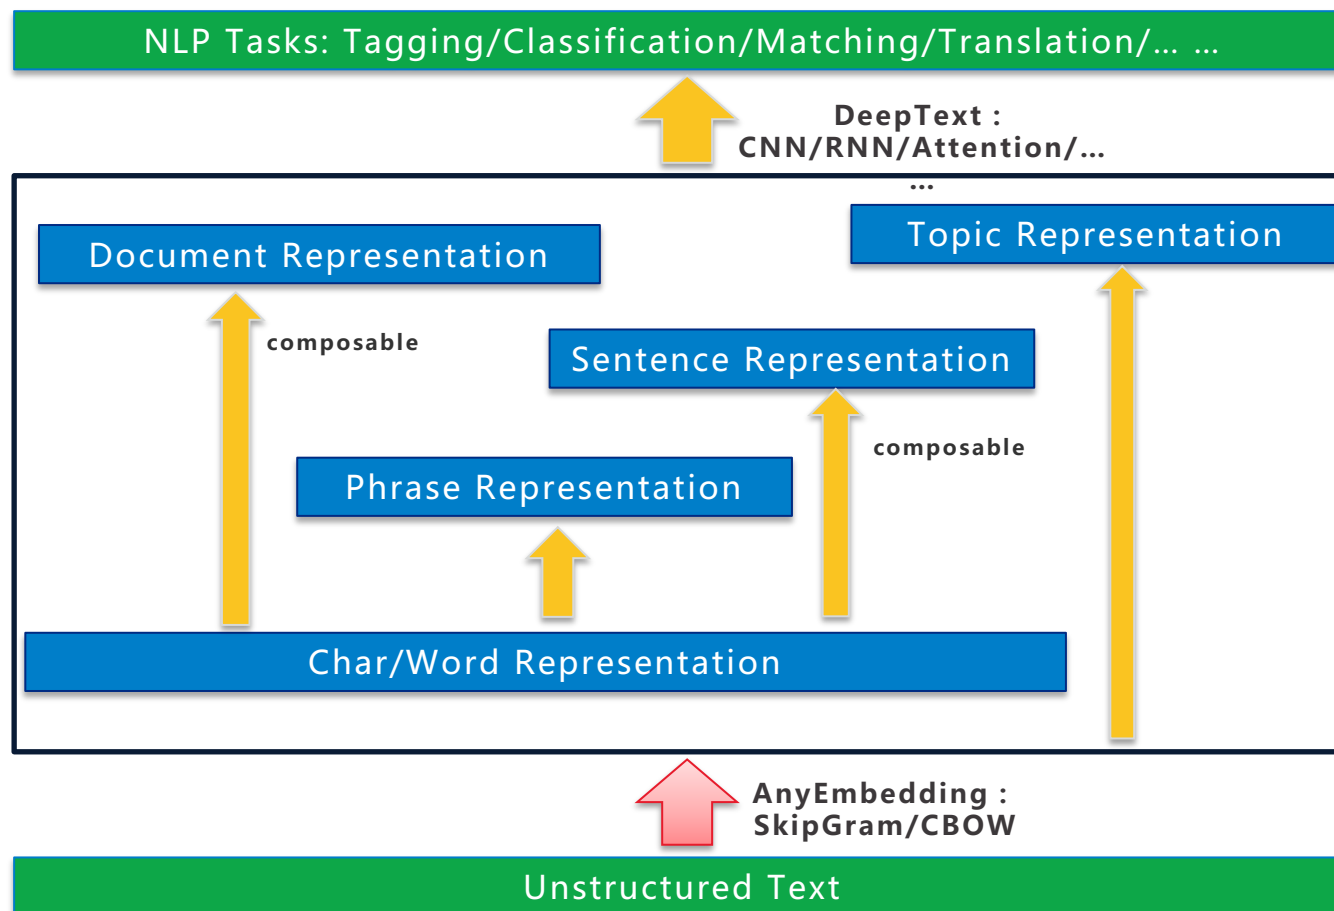 NLP Tasks: Tagging/Classification/Matching/Translation/... ...
DeepText :
CNN/RNN/Attention/...
...
Document Representation
Topic Representation
composable
Sentence Representation
composable
Phrase Representation
Char/Word Representation
AnyEmbedding :
SkipGram/CBOW
Unstructured Text